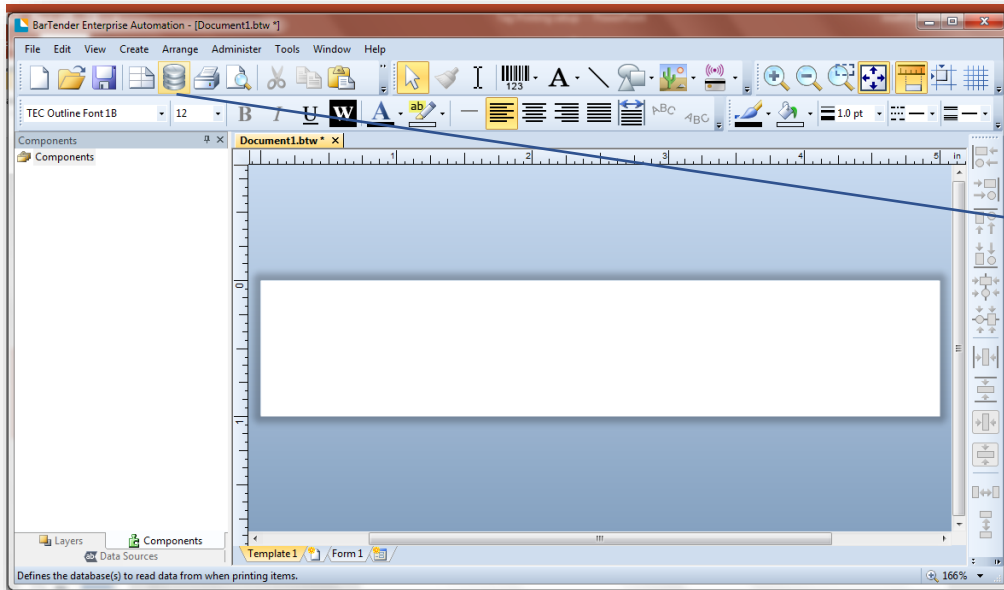 BarTender Enterprise Automation - [Document1.btw *]
File Edit View Create Arrange Administer Tools Window Help
123 A
TEC Outline Font 1B 12 B I U W A ab ABC ABC 1.0 pt
Components Document1.btw *
Components
1 2 3 4 5 in
0
1
Layers Components
Data Sources
Template 1 Form 1
Defines the database(s) to read data from when printing items. 166%